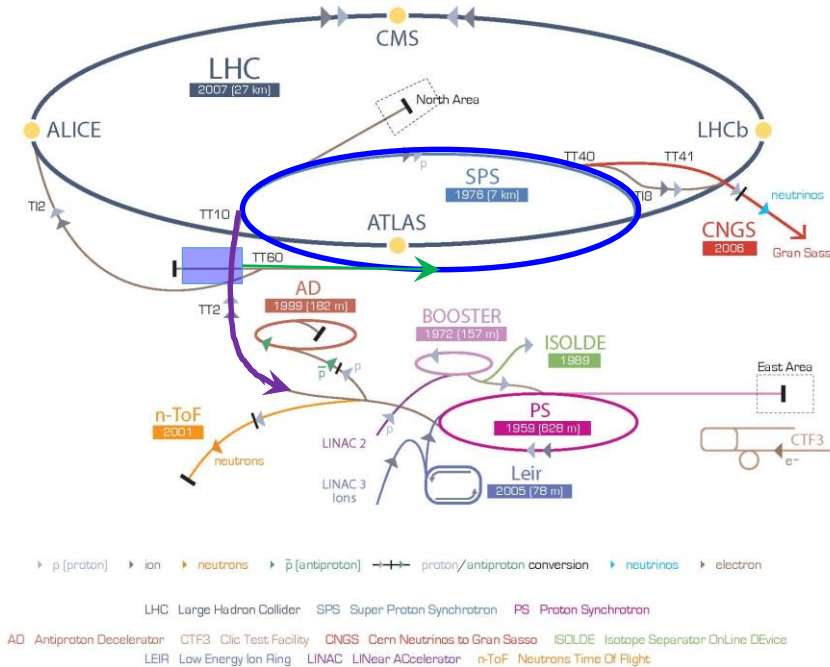 CMS
LHC
2007 (27 km)
North Area
ALICE
LHCb
p
TT40
TT41
SPS
1976 (7 km)
TI2
TT10
TI8
neutrinos
ATLAS
CNGS
2006
Gran Sasso
TT60
TT2
AD
1999 (182 m)
BOOSTER
1972 (157 m)
ISOLDE
1989
East Area
p̅
p
n-ToF
2001
PS
1959 (628 m)
p
LINAC 2
neutrons
CTF3
e–
LINAC 3
Ions
Leir
2005 (78 m)
p (proton) ion neutrons p̅ (antiproton) proton/antiproton conversion neutrinos electron
LHC Large Hadron Collider SPS Super Proton Synchrotron PS Proton Synchrotron
AD Antiproton Decelerator CTF3 Clic Test Facility CNGS Cern Neutrinos to Gran Sasso ISOLDE Isotope Separator OnLine DEvice
LEIR Low Energy Ion Ring LINAC LINear ACcelerator n-ToF Neutrons Time Of Flight